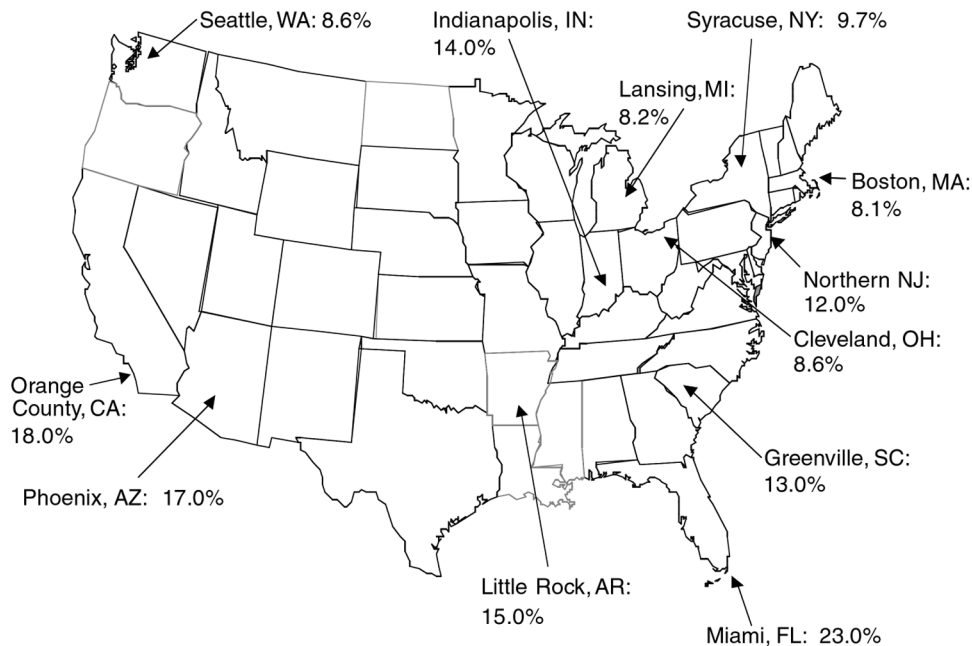 Seattle, WA: 8.6%
Indianapolis, IN:
14.0%
Syracuse, NY: 9.7%
Lansing, MI:
8.2%
Boston, MA:
8.1%
Northern NJ:
12.0%
Cleveland, OH:
8.6%
Orange
County, CA:
18.0%
Greenville, SC:
13.0%
Phoenix, AZ: 17.0%
Little Rock, AR:
15.0%
Miami, FL: 23.0%